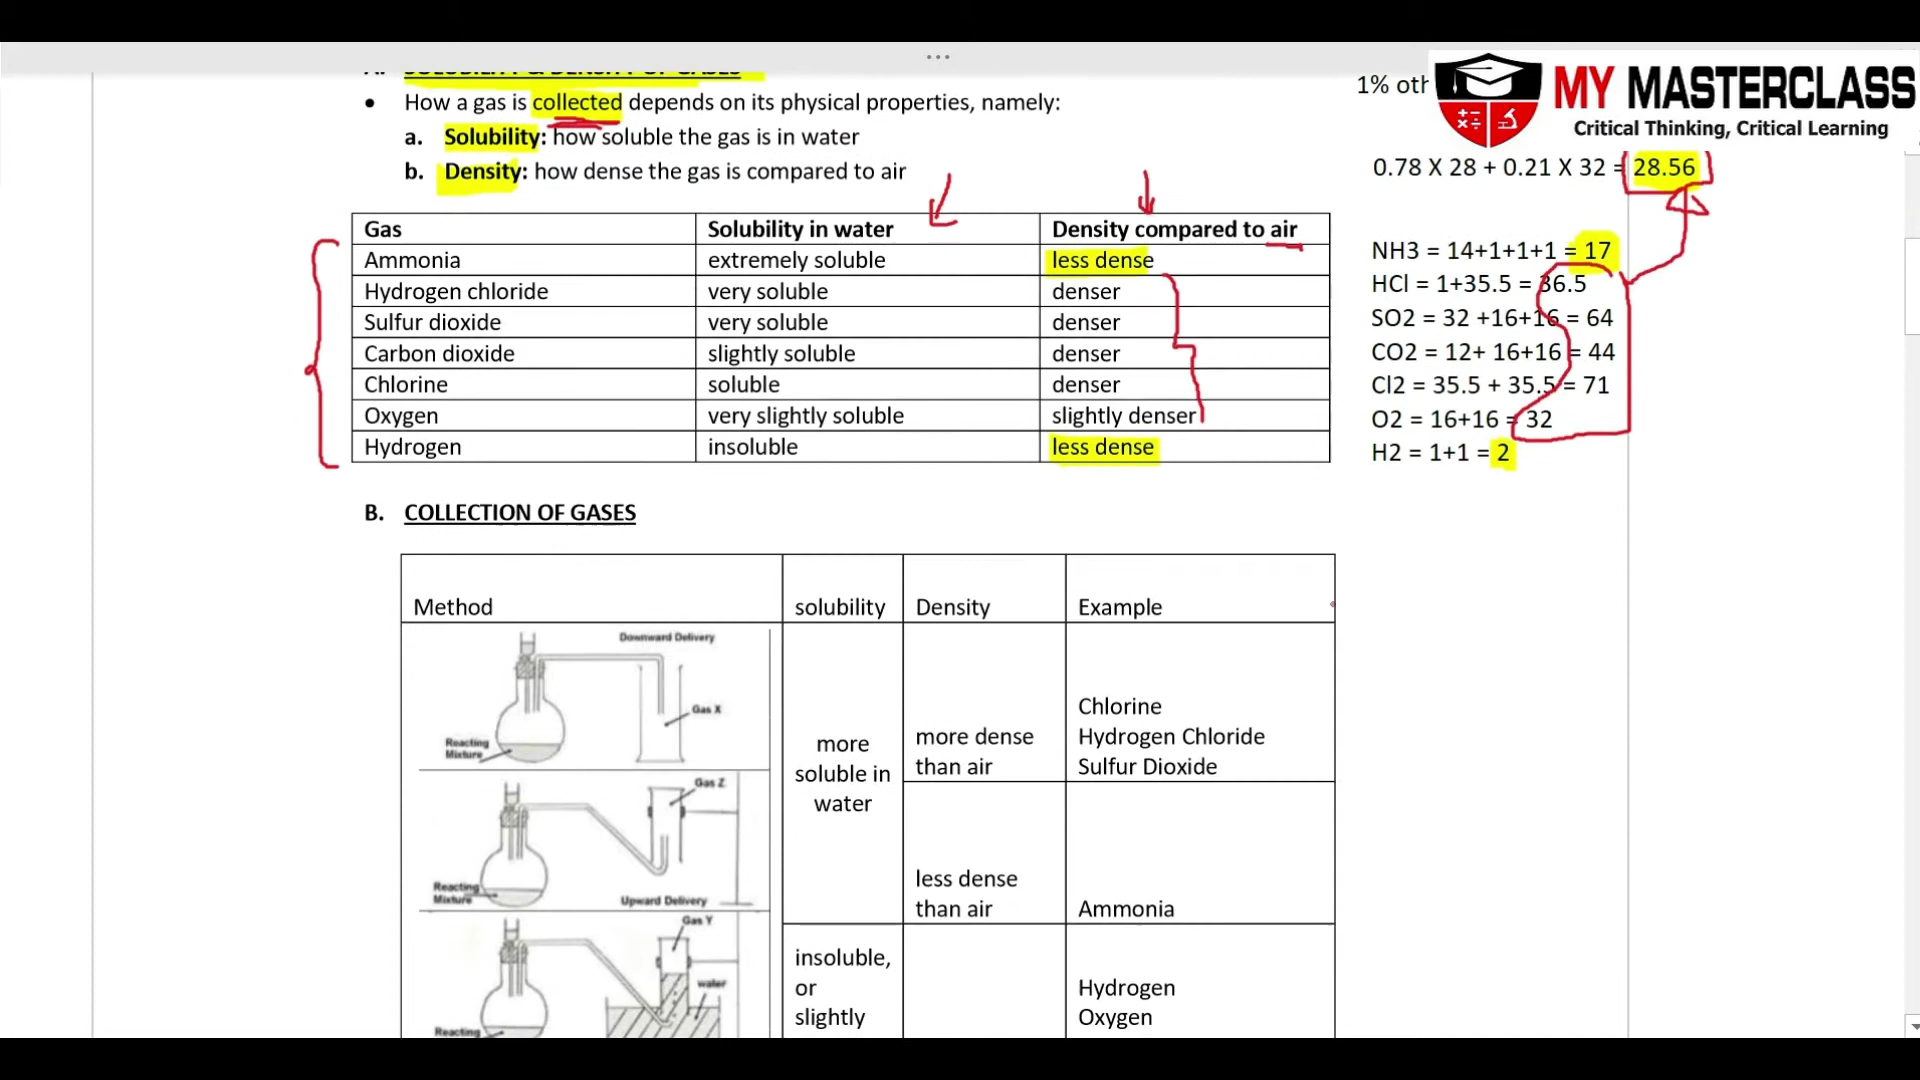 A. SOLUBILITY & DENSITY OF GASES
• How a gas is collected depends on its physical properties, namely:
a. Solubility: how soluble the gas is in water
b. Density: how dense the gas is compared to air
1% oth
MY MASTERCLASS
Critical Thinking, Critical Learning
0.78 X 28 + 0.21 X 32 = 28.56
Gas Solubility in water Density compared to air
Ammonia extremely soluble less dense
Hydrogen chloride very soluble denser
Sulfur dioxide very soluble denser
Carbon dioxide slightly soluble denser
Chlorine soluble denser
Oxygen very slightly soluble slightly denser
Hydrogen insoluble less dense
NH3 = 14+1+1+1 = 17
HCl = 1+35.5 = 36.5
SO2 = 32 +16+16 = 64
CO2 = 12+ 16+16 = 44
Cl2 = 35.5 + 35.5 = 71
O2 = 16+16 = 32
H2 = 1+1 = 2
B. COLLECTION OF GASES
Method solubility Density Example
Downward Delivery
Gas X
Reacting
Mixture
more
soluble in
water
more dense
than air
Chlorine
Hydrogen Chloride
Sulfur Dioxide
Gas Z
Reacting
Mixture
Upward Delivery
less dense
than air
Ammonia
Gas Y
water
Reacting
insoluble,
or
slightly
Hydrogen
Oxygen